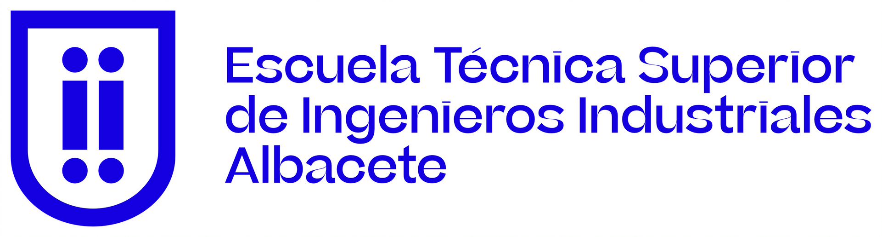 Escuela Técnica Superior
de Ingenieros Industriales
Albacete